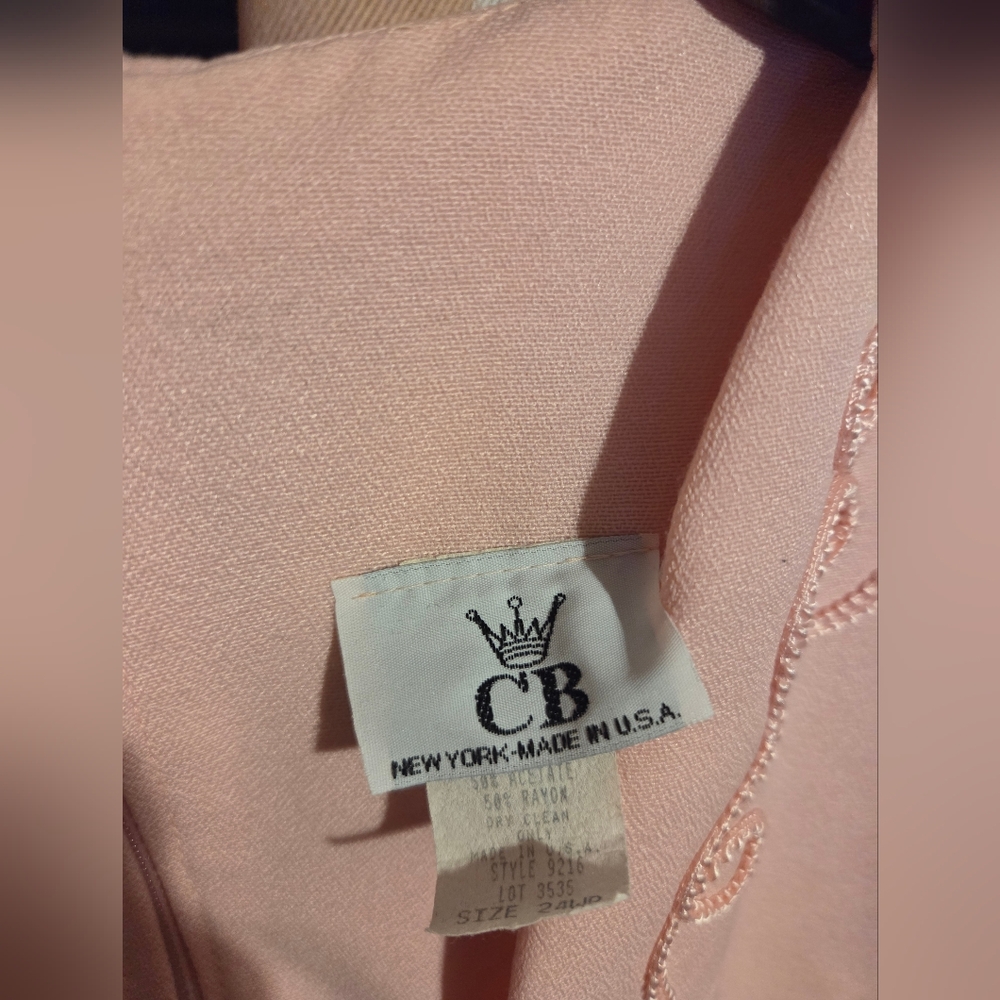 CB
NEW YORK-MADE IN U.S.A.
50% ACETATE
50% RAYON
DRY CLEAN
ONLY
MADE IN U.S.A.
STYLE 9216
LOT 3535
SIZE 24WP